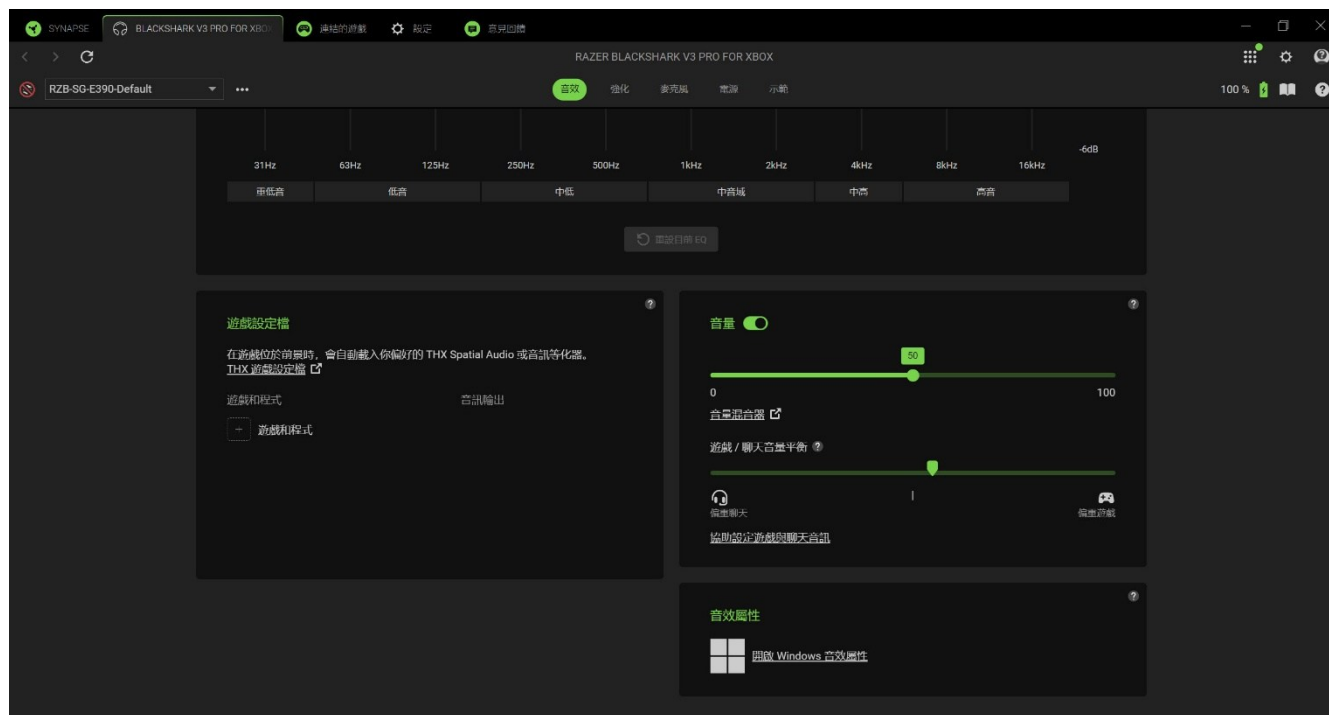 SYNAPSE
BLACKSHARK V3 PRO FOR XBO
連結的遊戲
設定
意見回饋
RAZER BLACKSHARK V3 PRO FOR XBOX
RZB-SG-E390-Default
音效
強化
麥克風
電源
示範
100 %
-6dB
31Hz 63Hz 125Hz 250Hz 500Hz 1kHz 2kHz 4kHz 8kHz 16kHz
重低音 低音 中低 中音域 中高 高音
重設目前 EQ
遊戲設定檔
在遊戲位於前景時，會自動載入你偏好的 THX Spatial Audio 或音訊等化器。
THX 遊戲設定檔
遊戲和程式 音訊輸出
+ 遊戲和程式
音量
50
0 100
音量混音器
遊戲 / 聊天音量平衡
偏重聊天 偏重遊戲
協助設定遊戲與聊天音訊
音效屬性
開啟 Windows 音效屬性